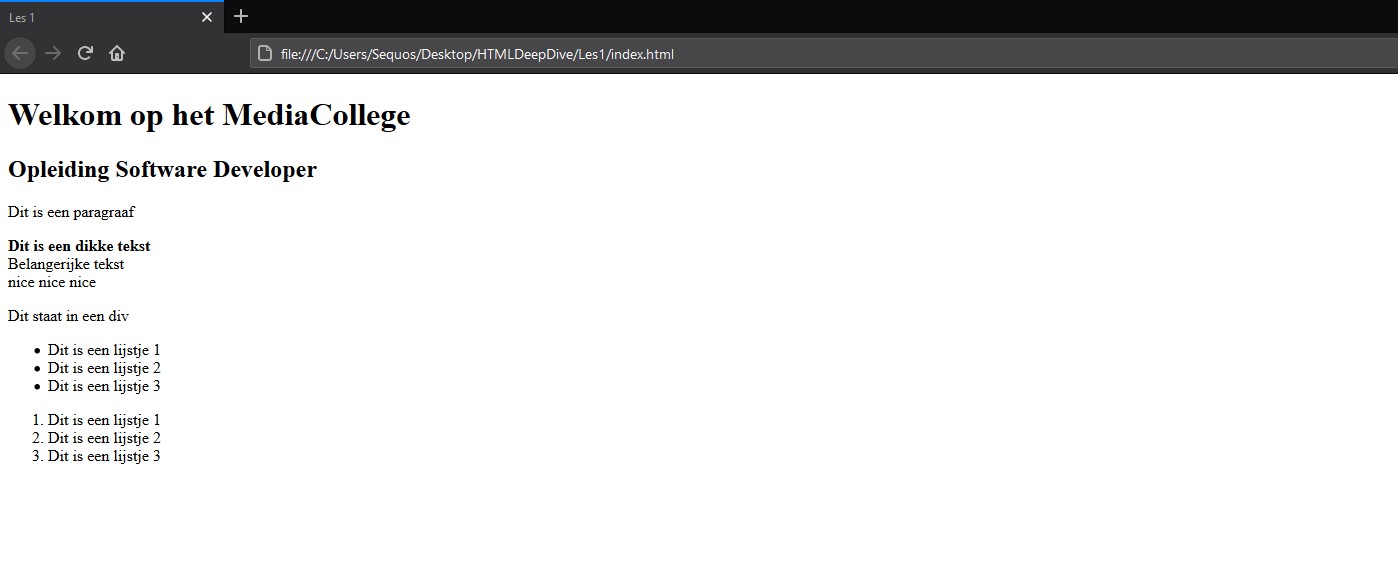 Les 1
file:///C:/Users/Sequos/Desktop/HTMLDeepDive/Les1/index.html
Welkom op het MediaCollege
Opleiding Software Developer
Dit is een paragraaf
Dit is een dikke tekst
Belangerijke tekst
nice nice nice
Dit staat in een div
• Dit is een lijstje 1
• Dit is een lijstje 2
• Dit is een lijstje 3
1. Dit is een lijstje 1
2. Dit is een lijstje 2
3. Dit is een lijstje 3